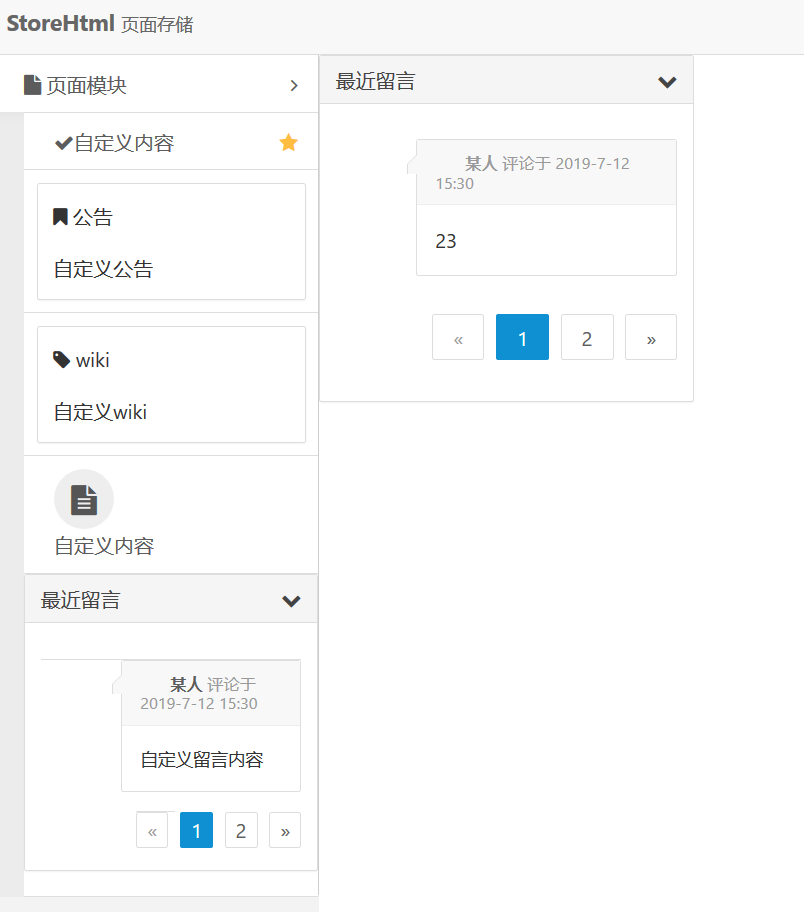 StoreHtml 页面存储
页面模块
自定义内容
公告
自定义公告
wiki
自定义wiki
自定义内容
最近留言
某人 评论于
2019-7-12 15:30
自定义留言内容
« 1 2 »
最近留言
某人 评论于 2019-7-12
15:30
23
« 1 2 »